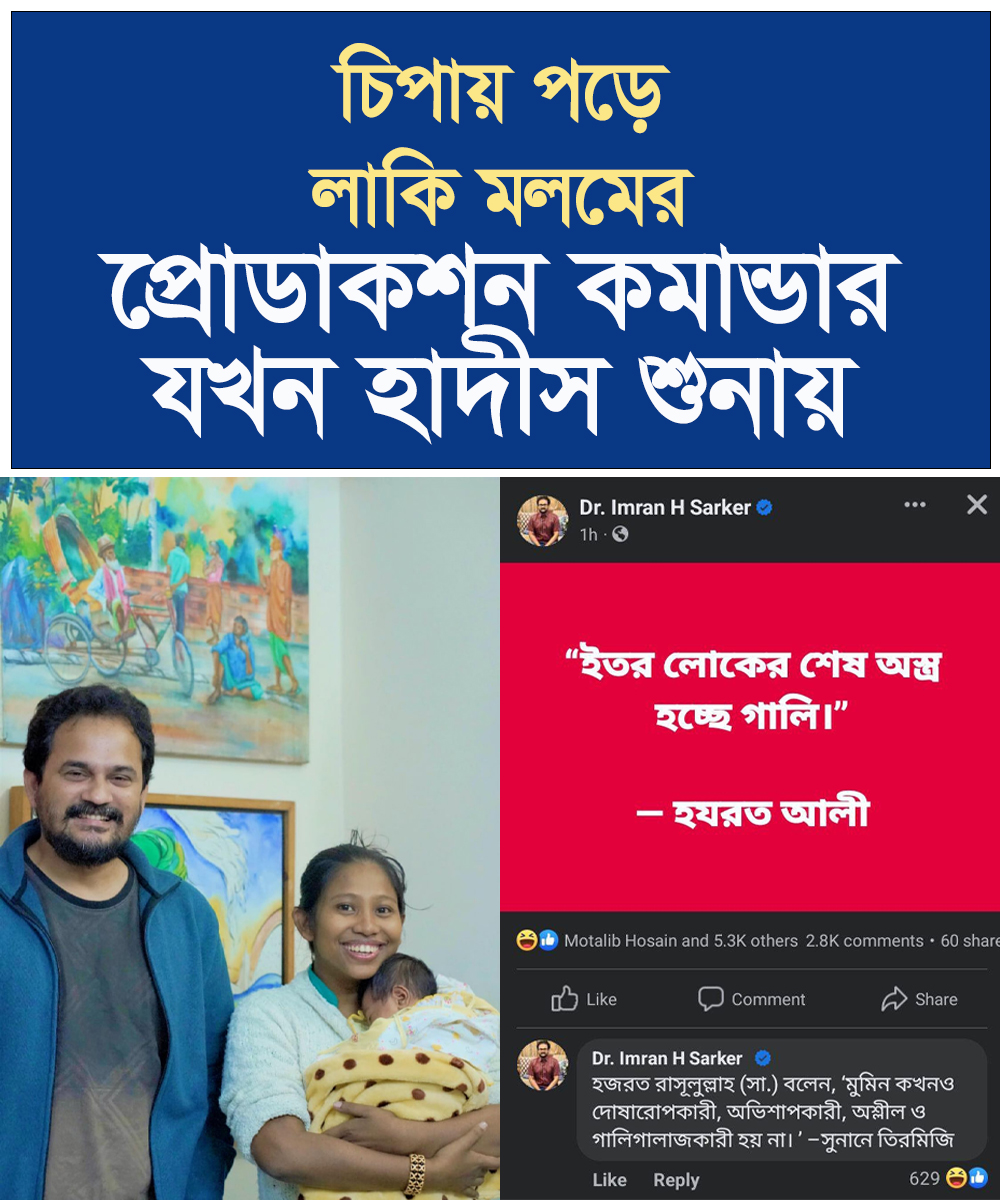 চিপায় পড়ে
লাকি মলমের
প্রোডাকশন কমান্ডার
যখন হাদীস শুনায়
Dr. Imran H Sarker
1h ·
“ইতর লোকের শেষ অস্ত্র
হচ্ছে গালি।”
— হযরত আলী
Motalib Hosain and 5.3K others 2.8K comments • 60 share
Like Comment Share
Dr. Imran H Sarker
হজরত রাসূলুল্লাহ (সা.) বলেন, ‘মুমিন কখনও
দোষারোপকারী, অভিশাপকারী, অশ্লীল ও
গালিগালাজকারী হয় না। ’ –সুনানে তিরমিজি
Like Reply 629